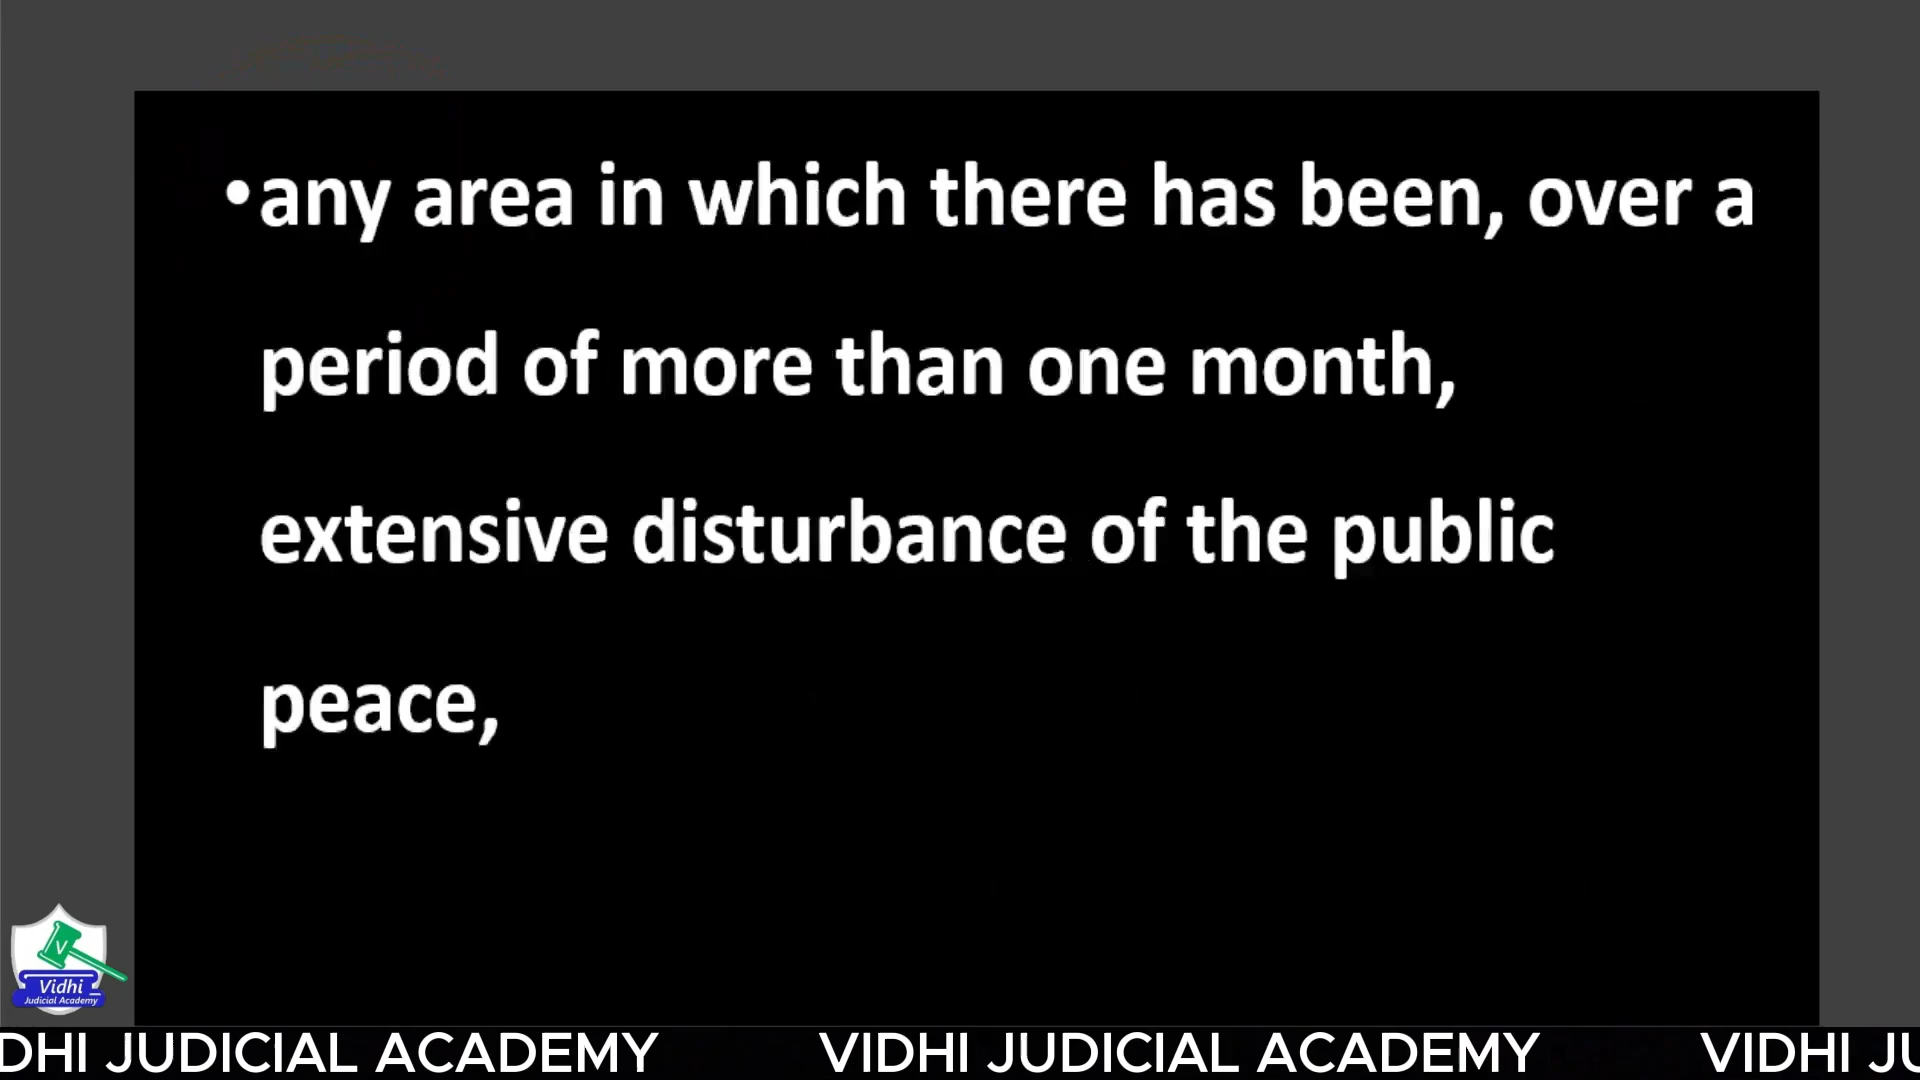 •any area in which there has been, over a
period of more than one month,
extensive disturbance of the public
peace,
V
Vidhi
Judicial Academy
DHI JUDICIAL ACADEMY VIDHI JUDICIAL ACADEMY VIDHI JU